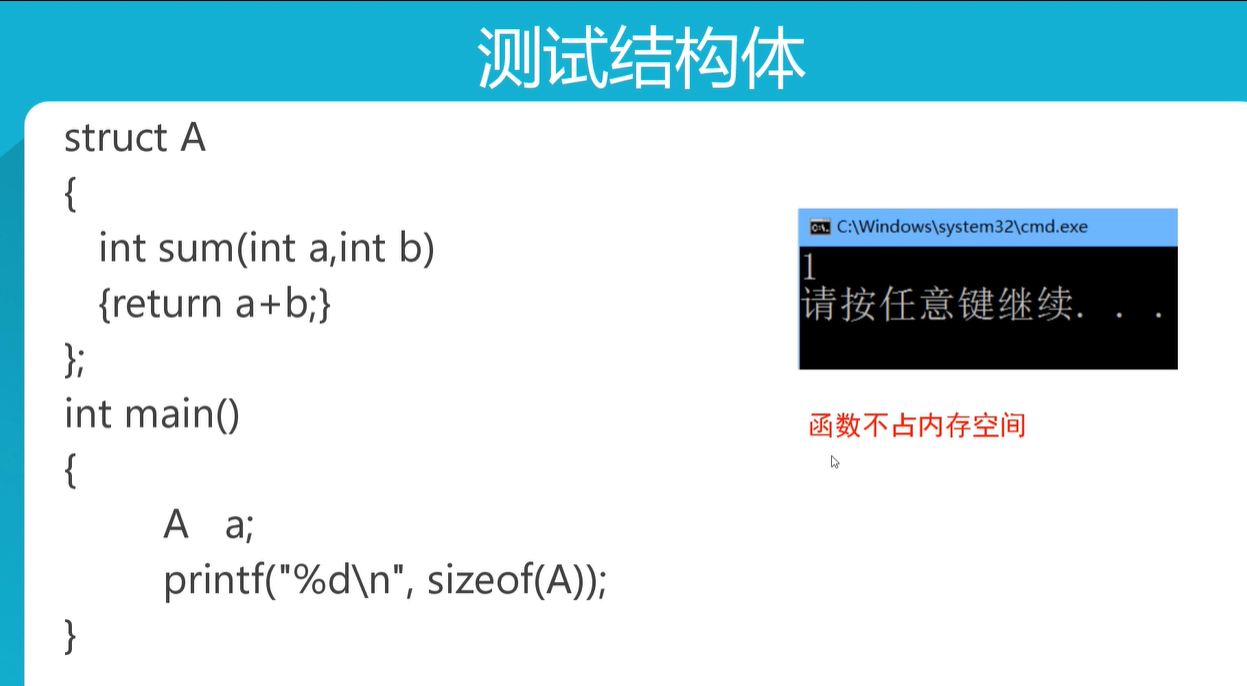 测试结构体
struct A
{
int sum(int a,int b)
{return a+b;}
};
int main()
{
A a;
printf("%d\n", sizeof(A));
}
C:\Windows\system32\cmd.exe
1
请按任意键继续. . .
函数不占内存空间